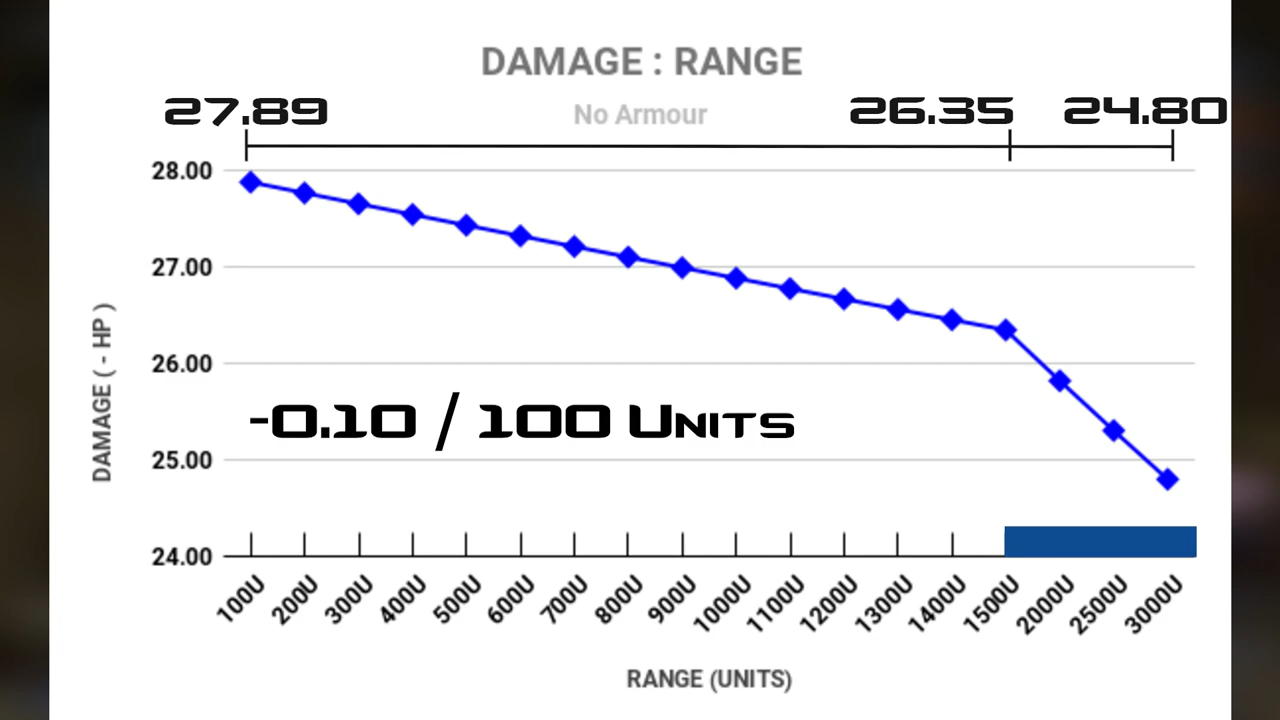 DAMAGE : RANGE
27.89
No Armour
26.35
24.80
28.00
27.00
26.00
25.00
24.00
DAMAGE ( - HP )
-0.10 / 100 Units
100U
200U
300U
400U
500U
600U
700U
800U
900U
1000U
1100U
1200U
1300U
1400U
1500U
2000U
2500U
3000U
RANGE (UNITS)